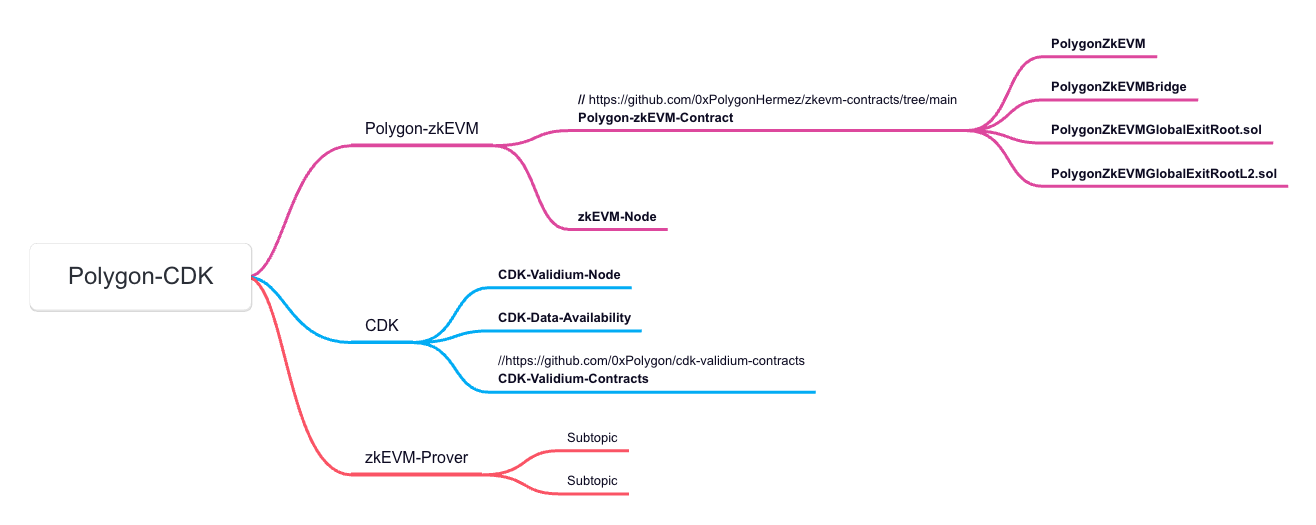 Polygon-CDK
Polygon-zkEVM
// https://github.com/0xPolygonHermez/zkevm-contracts/tree/main
Polygon-zkEVM-Contract
PolygonZkEVM
PolygonZkEVMBridge
PolygonZkEVMGlobalExitRoot.sol
PolygonZkEVMGlobalExitRootL2.sol
zkEVM-Node
CDK
CDK-Validium-Node
CDK-Data-Availability
//https://github.com/0xPolygon/cdk-validium-contracts
CDK-Validium-Contracts
zkEVM-Prover
Subtopic
Subtopic